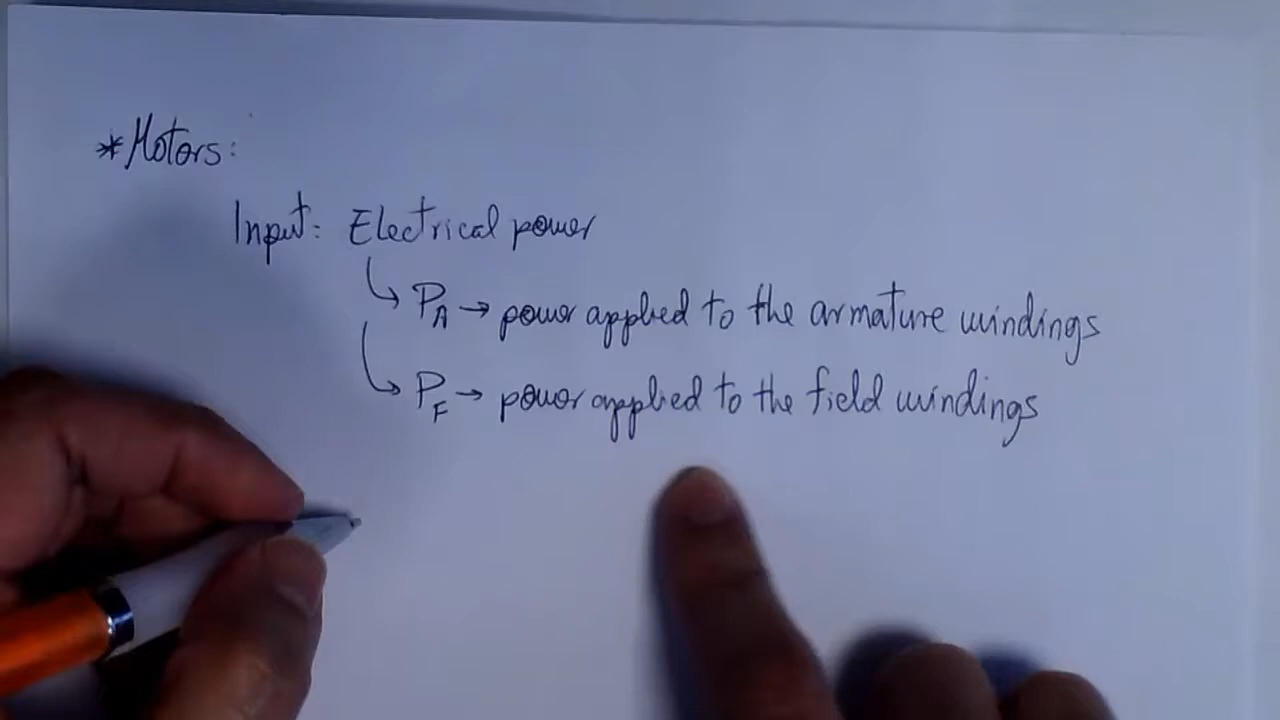 *Motors:
Input: Electrical power
↳ P_A → power applied to the armature windings
↳ P_F → power applied to the field windings